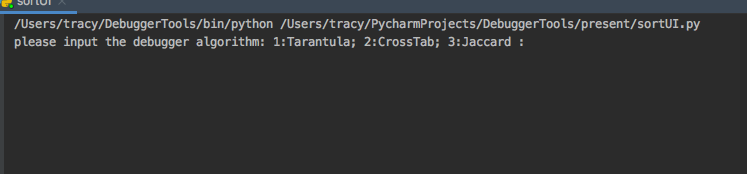 sortUI
/Users/tracy/DebuggerTools/bin/python /Users/tracy/PycharmProjects/DebuggerTools/present/sortUI.py
please input the debugger algorithm: 1:Tarantula; 2:CrossTab; 3:Jaccard :